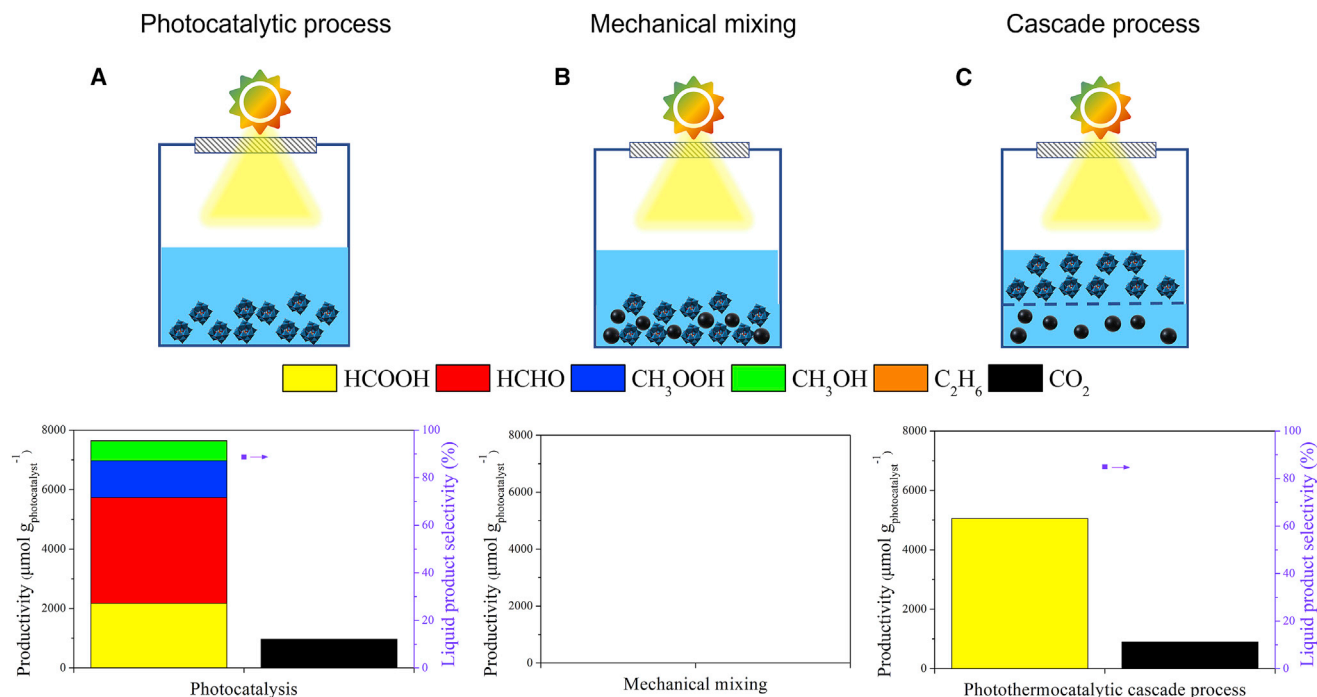 Photocatalytic process
Mechanical mixing
Cascade process
A
B
C
HCOOH
HCHO
CH₃OOH
CH₃OH
C₂H₆
CO₂
Productivity (μmol g_photocatalyst⁻¹)
8000
6000
4000
2000
0
100
80
60
40
20
0
Liquid product selectivity (%)
Photocatalysis
Productivity (μmol g_photocatalyst⁻¹)
8000
6000
4000
2000
0
Mechanical mixing
Productivity (μmol g_photocatalyst⁻¹)
8000
6000
4000
2000
0
100
80
60
40
20
0
Liquid product selectivity (%)
Photothermocatalytic cascade process